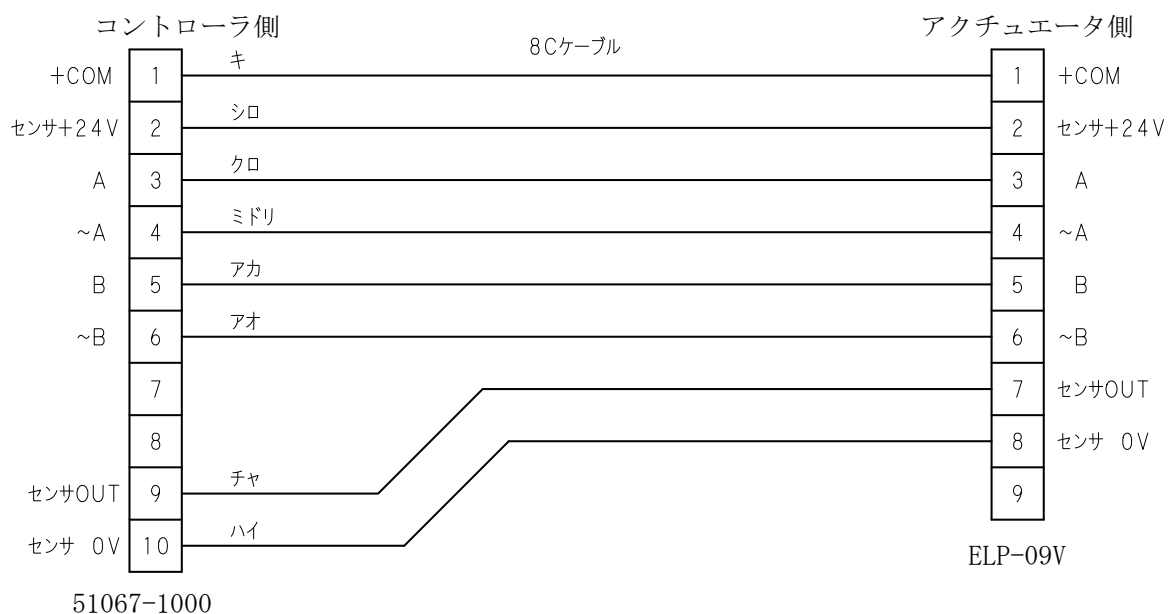 コントローラ側 アクチュエータ側
キ 8Cケーブル
+COM 1 1 +COM
シロ
センサ+24V 2 2 センサ+24V
クロ
A 3 3 A
ミドリ
~A 4 4 ~A
アカ
B 5 5 B
アオ
~B 6 6 ~B
7 7 センサOUT
8 8 センサ 0V
チャ
センサOUT 9 9
ハイ
センサ 0V 10
ELP-09V
51067-1000